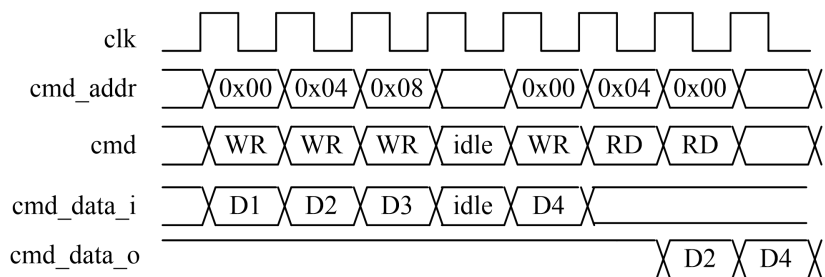 clk
cmd_addr 0x00 0x04 0x08 0x00 0x04 0x00
cmd WR WR WR idle WR RD RD
cmd_data_i D1 D2 D3 idle D4
cmd_data_o D2 D4